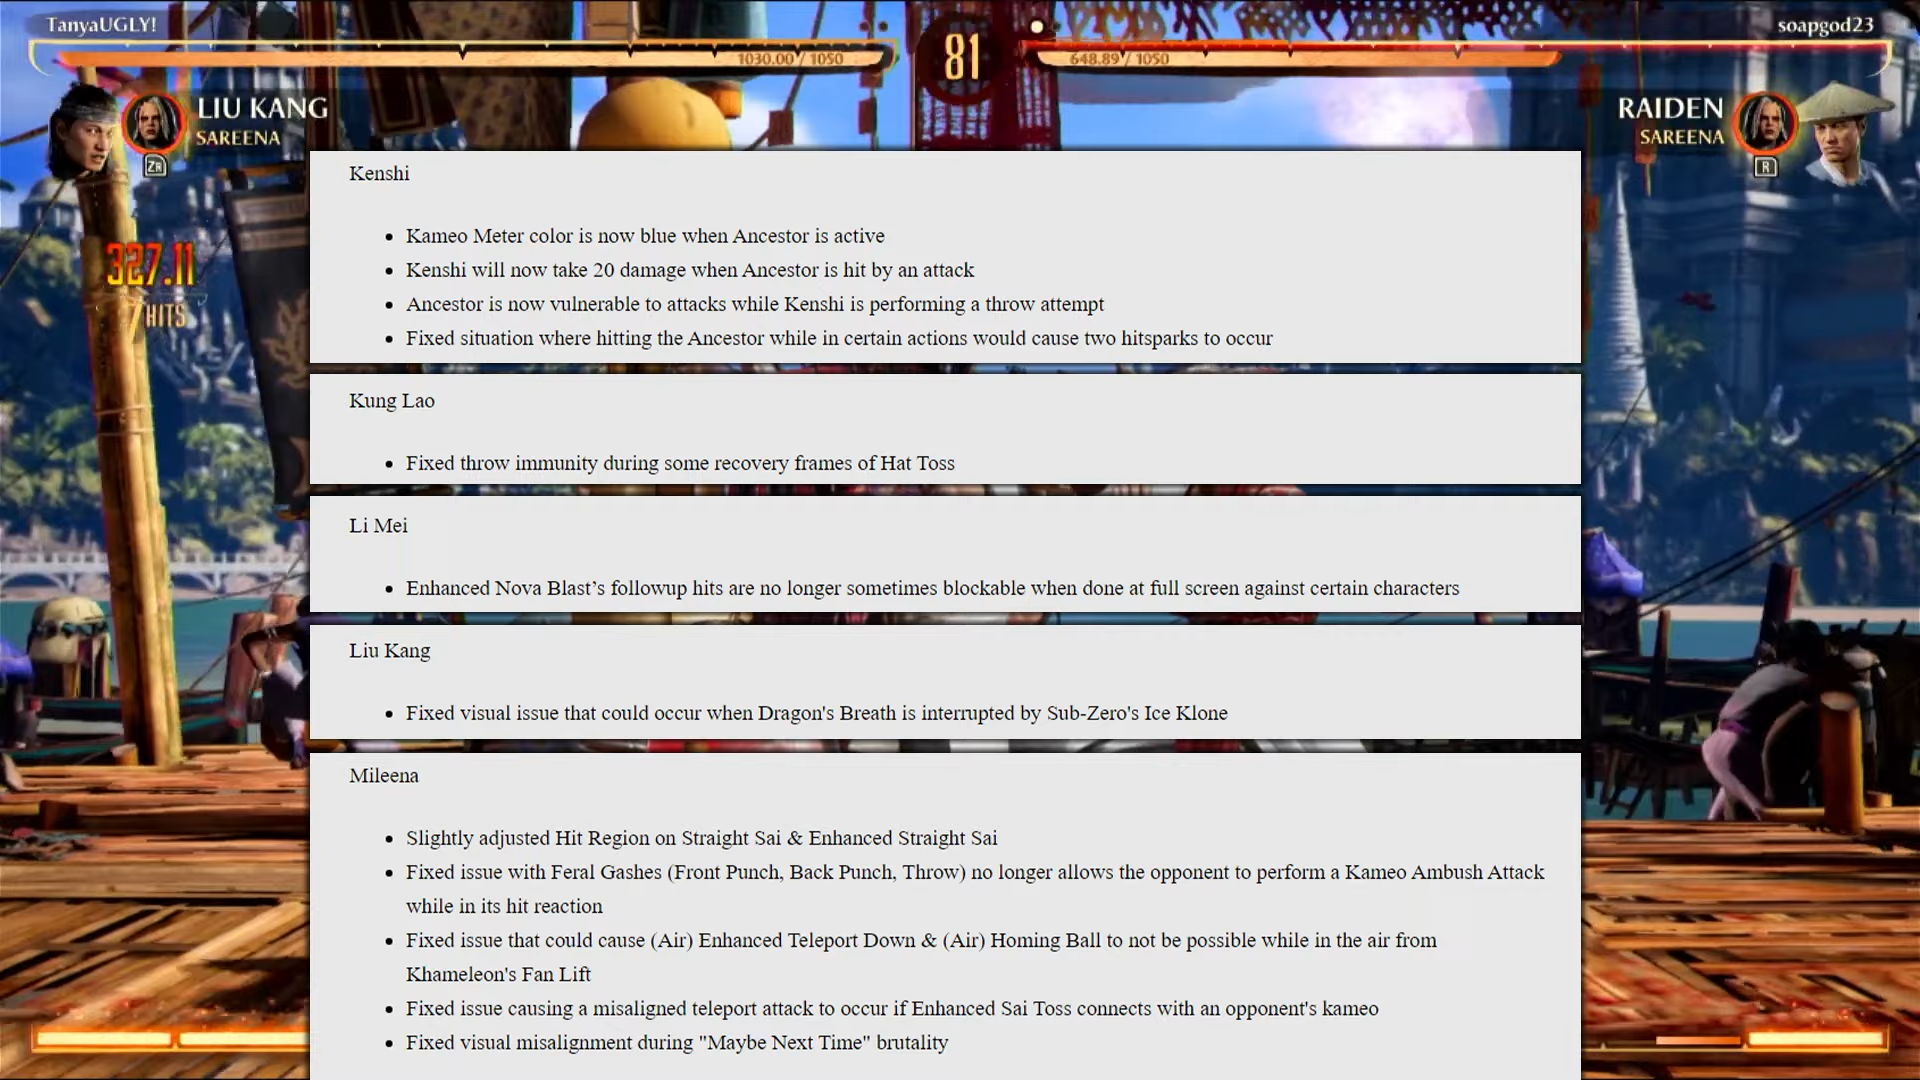 TanyaUGLY!
soapgod23
81
1030.00 / 1050
648.89 / 1050
LIU KANG
SAREENA
ZR
RAIDEN
SAREENA
R
327.11
7 HITS
Kenshi
• Kameo Meter color is now blue when Ancestor is active
• Kenshi will now take 20 damage when Ancestor is hit by an attack
• Ancestor is now vulnerable to attacks while Kenshi is performing a throw attempt
• Fixed situation where hitting the Ancestor while in certain actions would cause two hitsparks to occur
Kung Lao
• Fixed throw immunity during some recovery frames of Hat Toss
Li Mei
• Enhanced Nova Blast’s followup hits are no longer sometimes blockable when done at full screen against certain characters
Liu Kang
• Fixed visual issue that could occur when Dragon's Breath is interrupted by Sub-Zero's Ice Klone
Mileena
• Slightly adjusted Hit Region on Straight Sai & Enhanced Straight Sai
• Fixed issue with Feral Gashes (Front Punch, Back Punch, Throw) no longer allows the opponent to perform a Kameo Ambush Attack
while in its hit reaction
• Fixed issue that could cause (Air) Enhanced Teleport Down & (Air) Homing Ball to not be possible while in the air from
Khameleon's Fan Lift
• Fixed issue causing a misaligned teleport attack to occur if Enhanced Sai Toss connects with an opponent's kameo
• Fixed visual misalignment during "Maybe Next Time" brutality